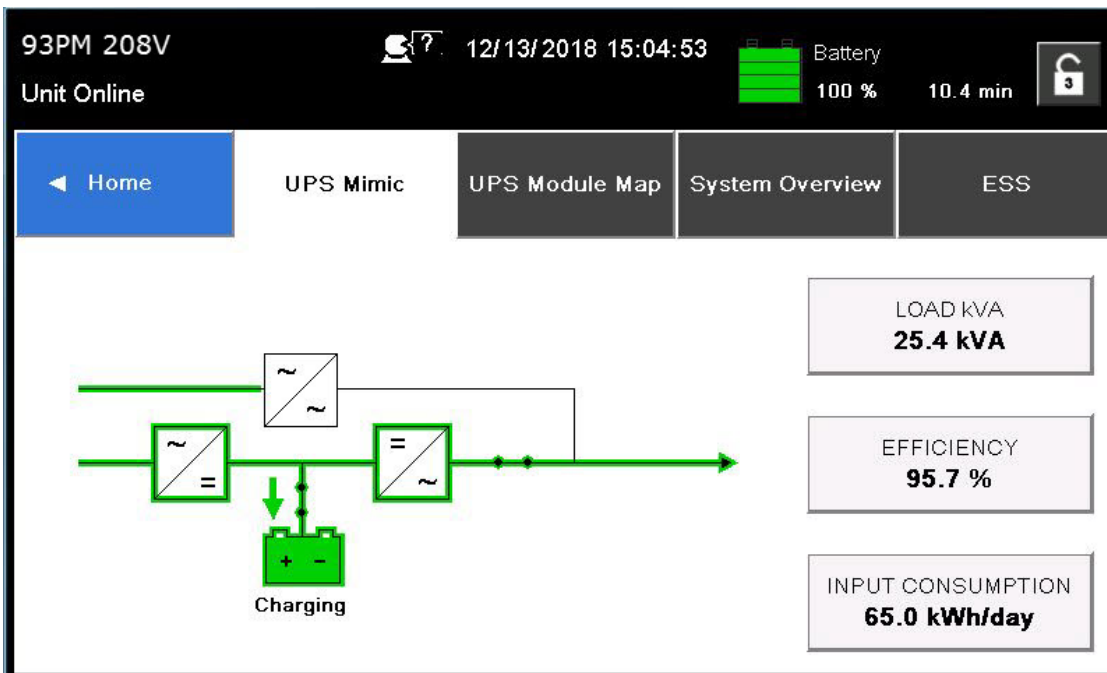 93PM 208V
? 12/13/2018 15:04:53
Battery
Unit Online
100 % 10.4 min
3
Home
UPS Mimic
UPS Module Map
System Overview
ESS
LOAD kVA
25.4 kVA
~
~
~
=
=
~
EFFICIENCY
95.7 %
+ -
Charging
INPUT CONSUMPTION
65.0 kWh/day